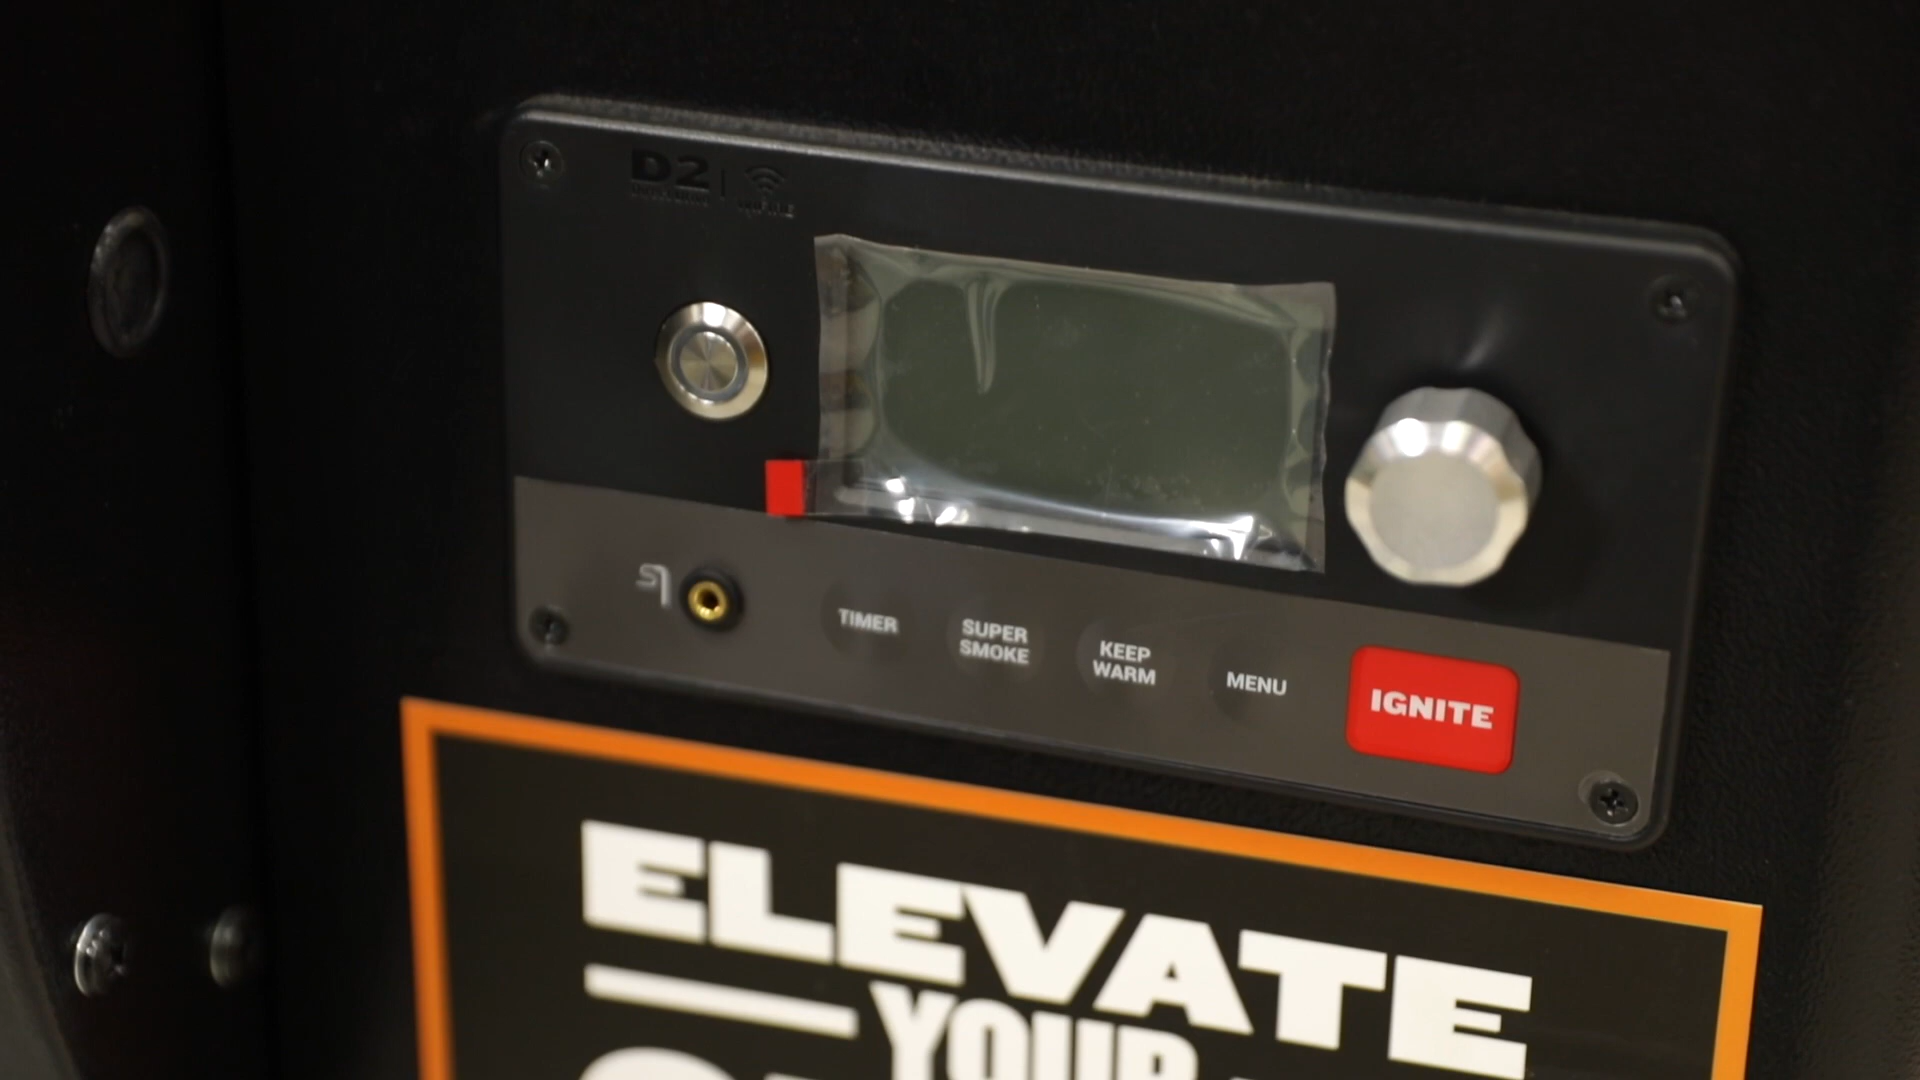 D2
TIMER
SUPER
SMOKE
KEEP
WARM
MENU
IGNITE
ELEVATE
YOUR